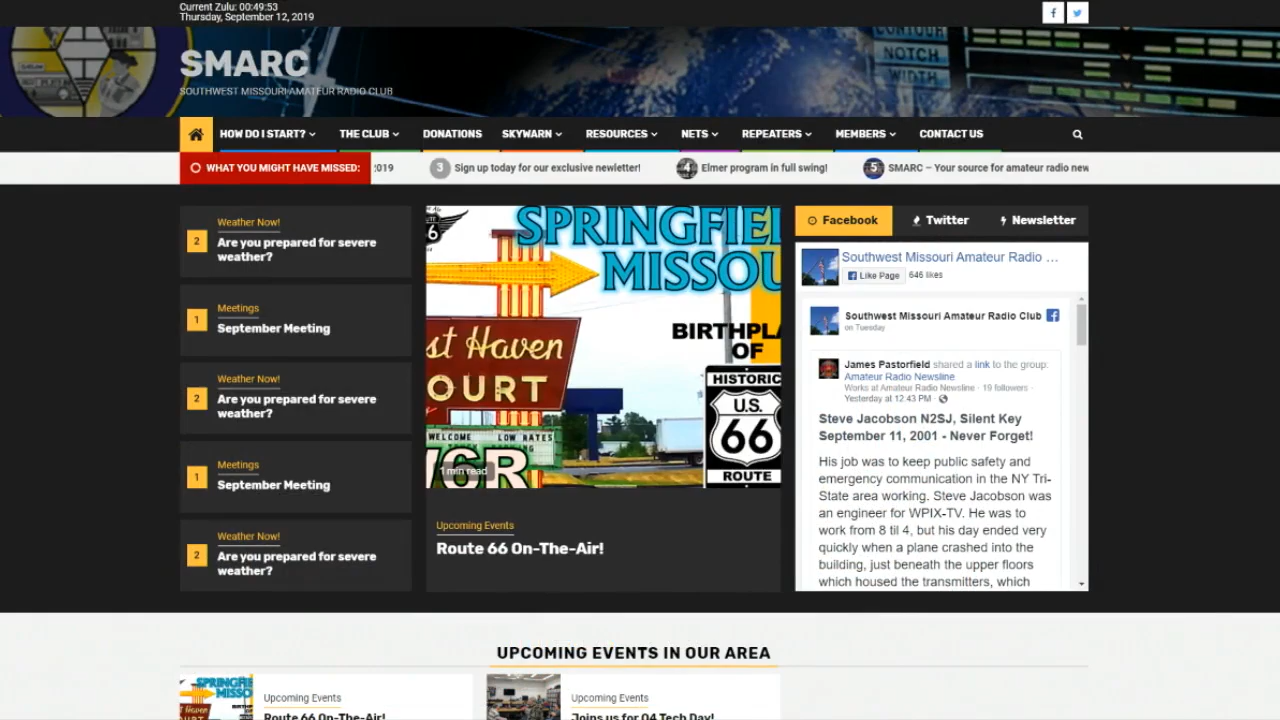 Current Zulu: 00:49:53
Thursday, September 12, 2019
SMARC
SOUTHWEST MISSOURI AMATEUR RADIO CLUB
CONTOUR
NOTCH
WIDTH
HOW DO I START?
THE CLUB
DONATIONS
SKYWARN
RESOURCES
NETS
REPEATERS
MEMBERS
CONTACT US
WHAT YOU MIGHT HAVE MISSED:
2019
3 Sign up today for our exclusive newletter!
4 Elmer program in full swing!
5 SMARC – Your source for amateur radio new
Weather Now!
2
Are you prepared for severe
weather?
Meetings
1
September Meeting
Weather Now!
2
Are you prepared for severe
weather?
Meetings
1
September Meeting
Weather Now!
2
Are you prepared for severe
weather?
66
SPRINGFIEL
MISSOU
BIRTHPLA
OF
st Haven
OURT
WELCOME LOW RATES
HISTORIC
U.S.
66
ROUTE
1 min read
Upcoming Events
Route 66 On-The-Air!
Facebook
Twitter
Newsletter
Southwest Missouri Amateur Radio ...
Like Page
646 likes
Southwest Missouri Amateur Radio Club
on Tuesday
James Pastorfield shared a link to the group:
Amateur Radio Newsline
Works at Amateur Radio Newsline · 19 followers ·
Yesterday at 12:43 PM ·
Steve Jacobson N2SJ, Silent Key
September 11, 2001 - Never Forget!
His job was to keep public safety and
emergency communication in the NY Tri-
State area working. Steve Jacobson was
an engineer for WPIX-TV. He was to
work from 8 til 4, but his day ended very
quickly when a plane crashed into the
building, just beneath the upper floors
which housed the transmitters, which
UPCOMING EVENTS IN OUR AREA
Upcoming Events
Route 66 On-The-Air!
Upcoming Events
Joins us for Q4 Tech Day!